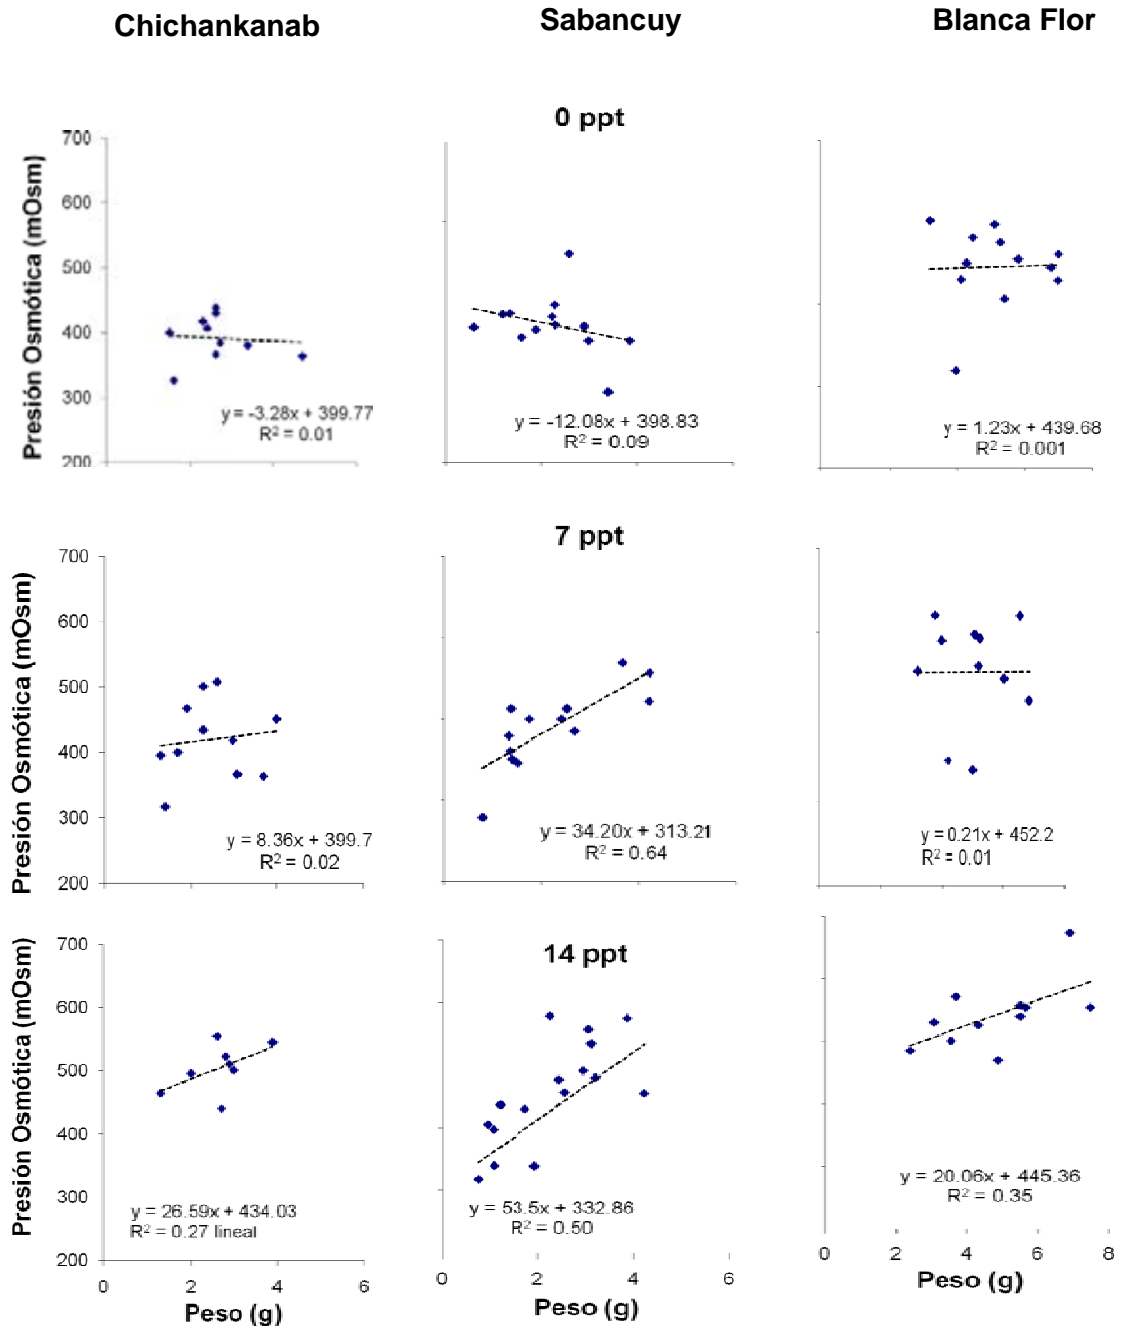 Chichankanab Sabancuy Blanca Flor
0 ppt
Presión Osmótica (mOsm)
700
600
500
400
300
200
y = -3.28x + 399.77
R² = 0.01
y = -12.08x + 398.83
R² = 0.09
y = 1.23x + 439.68
R² = 0.001
7 ppt
Presión Osmótica (mOsm)
700
600
500
400
300
200
y = 8.36x + 399.7
R² = 0.02
y = 34.20x + 313.21
R² = 0.64
y = 0.21x + 452.2
R² = 0.01
14 ppt
Presión Osmótica (mOsm)
700
600
500
400
300
200
y = 26.59x + 434.03
R² = 0.27 lineal
y = 53.5x + 332.86
R² = 0.50
y = 20.06x + 445.36
R² = 0.35
0 2 4 6
Peso (g)
0 2 4 6
Peso (g)
0 2 4 6 8
Peso (g)